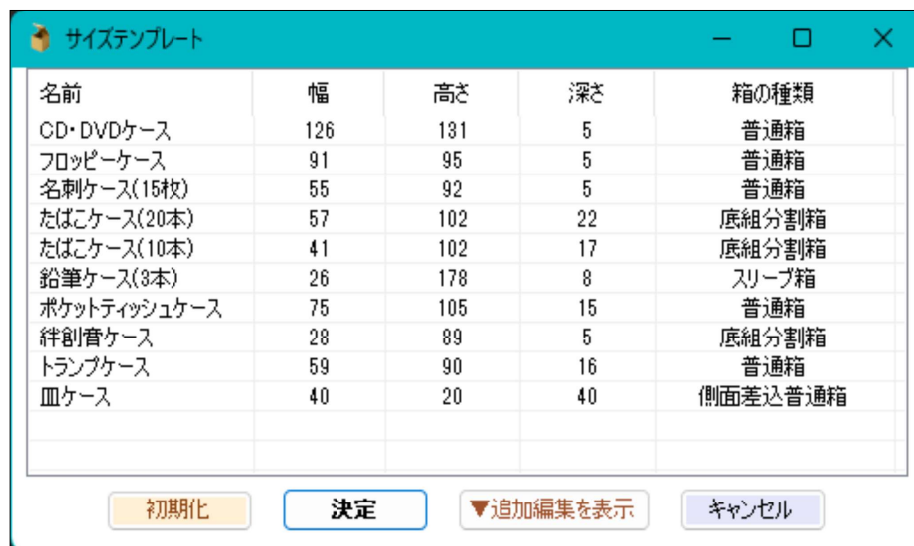 サイズテンプレート
名前 幅 高さ 深さ 箱の種類
CD・DVDケース 126 131 5 普通箱
フロッピーケース 91 95 5 普通箱
名刺ケース(15枚) 55 92 5 普通箱
たばこケース(20本) 57 102 22 底組分割箱
たばこケース(10本) 41 102 17 底組分割箱
鉛筆ケース(3本) 26 178 8 スリーブ箱
ポケットティッシュケース 75 105 15 普通箱
絆創膏ケース 28 89 5 底組分割箱
トランプケース 59 90 16 普通箱
皿ケース 40 20 40 側面差込普通箱
初期化 決定 ▼追加編集を表示 キャンセル